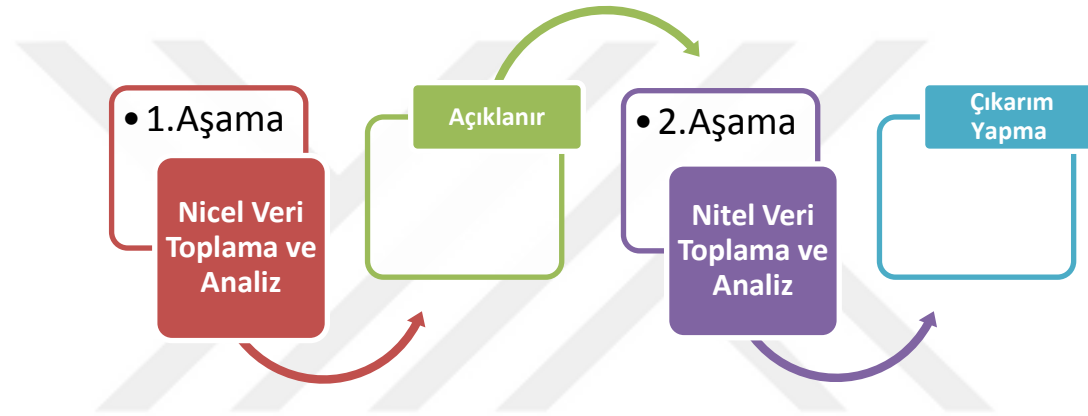 • 1.Aşama
Nicel Veri
Toplama ve
Analiz
Açıklanır
• 2.Aşama
Nitel Veri
Toplama ve
Analiz
Çıkarım
Yapma